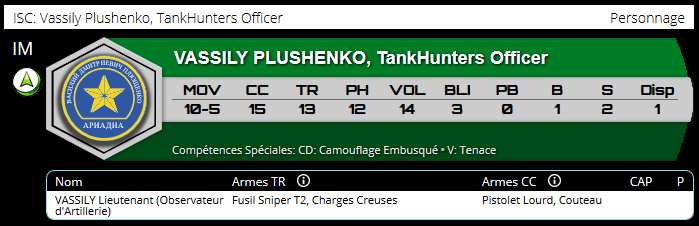 ISC: Vassily Plushenko, TankHunters Officer Personnage
IM
VASSILY PLUSHENKO, TankHunters Officer
MOV CC TR PH VOL BLI PB B S Disp
10-5 15 13 12 14 3 0 1 2 1
ВАСИЛИЙ ДМИТРИЕВИЧ ПЛЮЩЕНКО
АРИАДНА
Compétences Spéciales: CD: Camouflage Embusqué • V: Tenace
Nom Armes TR Armes CC CAP P
VASSILY Lieutenant (Observateur Fusil Sniper T2, Charges Creuses Pistolet Lourd, Couteau
d'Artillerie)